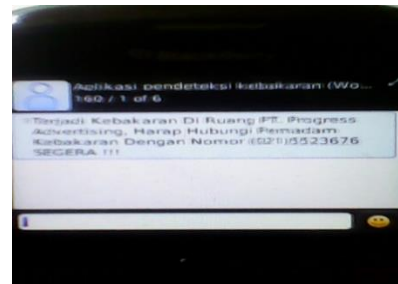 Aplikasi pendeteksi kebakaran (Wo...
160 / 1 of 6
Terjadi Kebakaran Di Ruang PT. Progress
Advertising, Harap Hubungi Pemadam
Kebakaran Dengan Nomor (021)5523676
SEGERA !!!